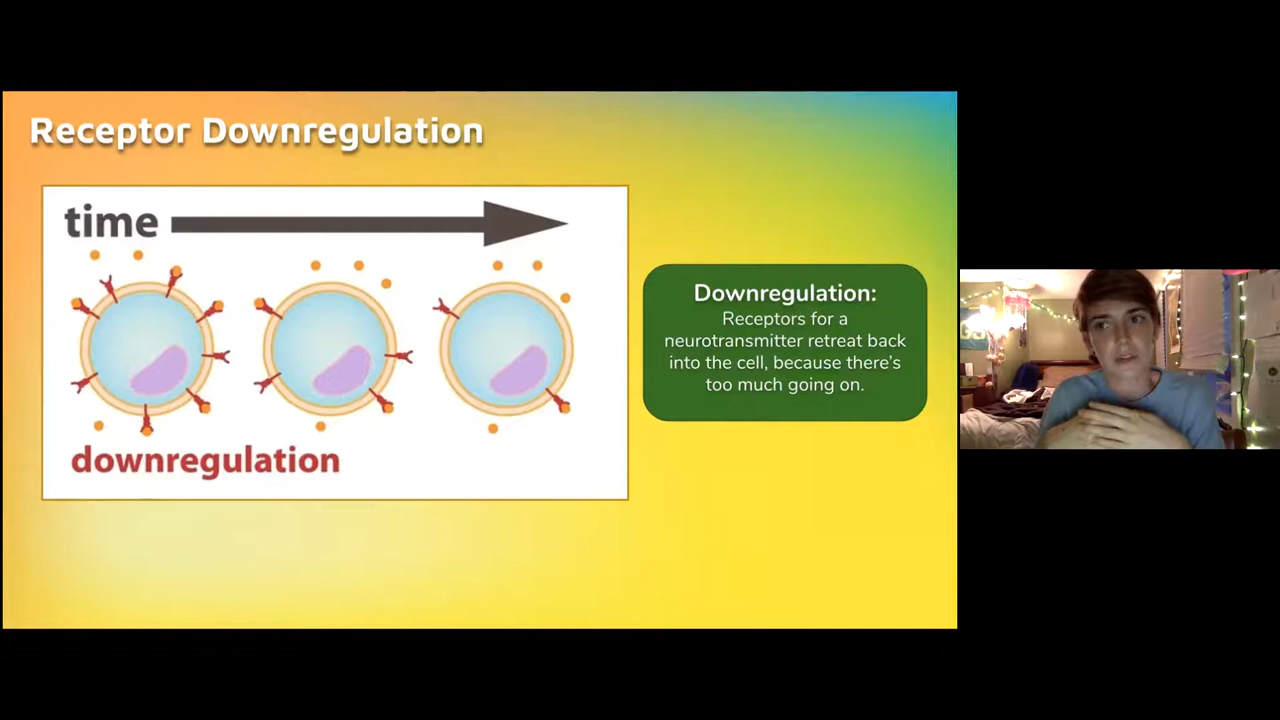 Receptor Downregulation
time
downregulation
Downregulation:
Receptors for a
neurotransmitter retreat back
into the cell, because there's
too much going on.